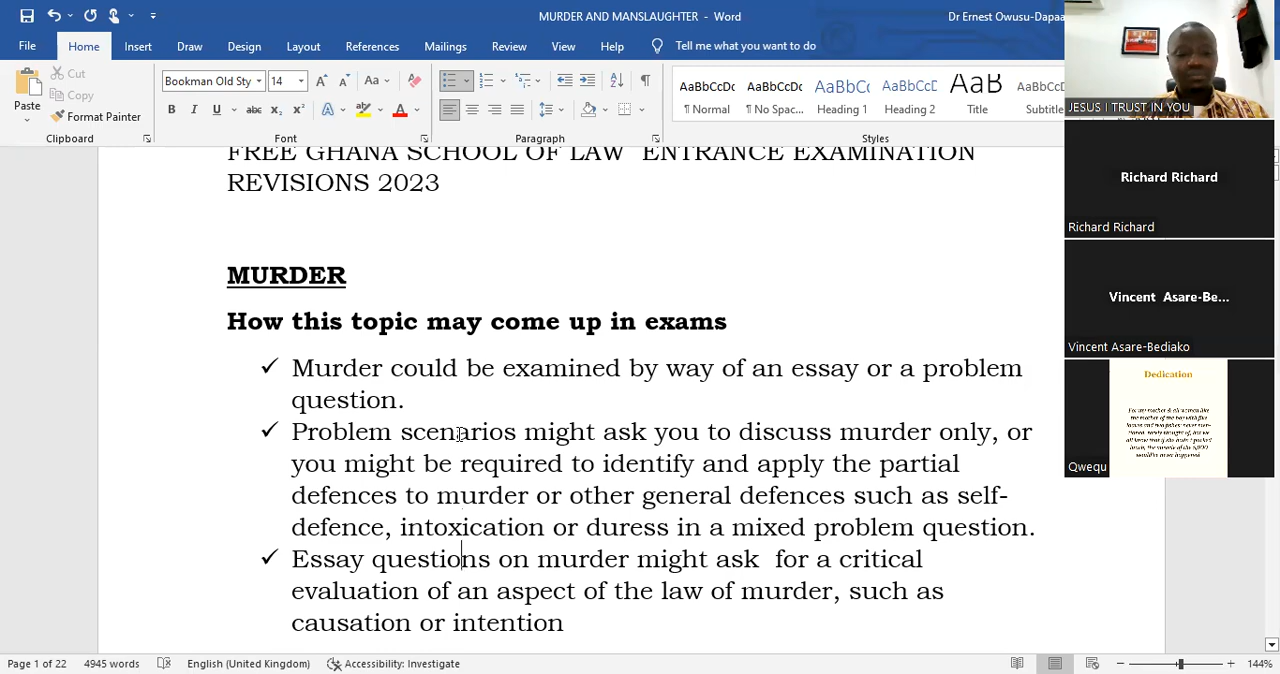 MURDER AND MANSLAUGHTER - Word
Dr Ernest Owusu-Dapaa
File Home Insert Draw Design Layout References Mailings Review View Help Tell me what you want to do
Cut
Copy
Paste
Format Painter
Clipboard
Bookman Old Sty 14
Font
Paragraph
AaBbCcDc AaBbCcDc AaBbCcD AaBbCcD AaB AaBbCcD
¶ Normal ¶ No Spac... Heading 1 Heading 2 Title Subtitle
Styles
FREE GHANA SCHOOL OF LAW ENTRANCE EXAMINATION
REVISIONS 2023
MURDER
How this topic may come up in exams
✓ Murder could be examined by way of an essay or a problem
question.
✓ Problem scenarios might ask you to discuss murder only, or
you might be required to identify and apply the partial
defences to murder or other general defences such as self-
defence, intoxication or duress in a mixed problem question.
✓ Essay questions on murder might ask for a critical
evaluation of an aspect of the law of murder, such as
causation or intention
JESUS I TRUST IN YOU
Richard Richard
Richard Richard
Vincent Asare-Be...
Vincent Asare-Bediako
Dedication
Qwequ
Page 1 of 22 4945 words English (United Kingdom) Accessibility: Investigate 144%